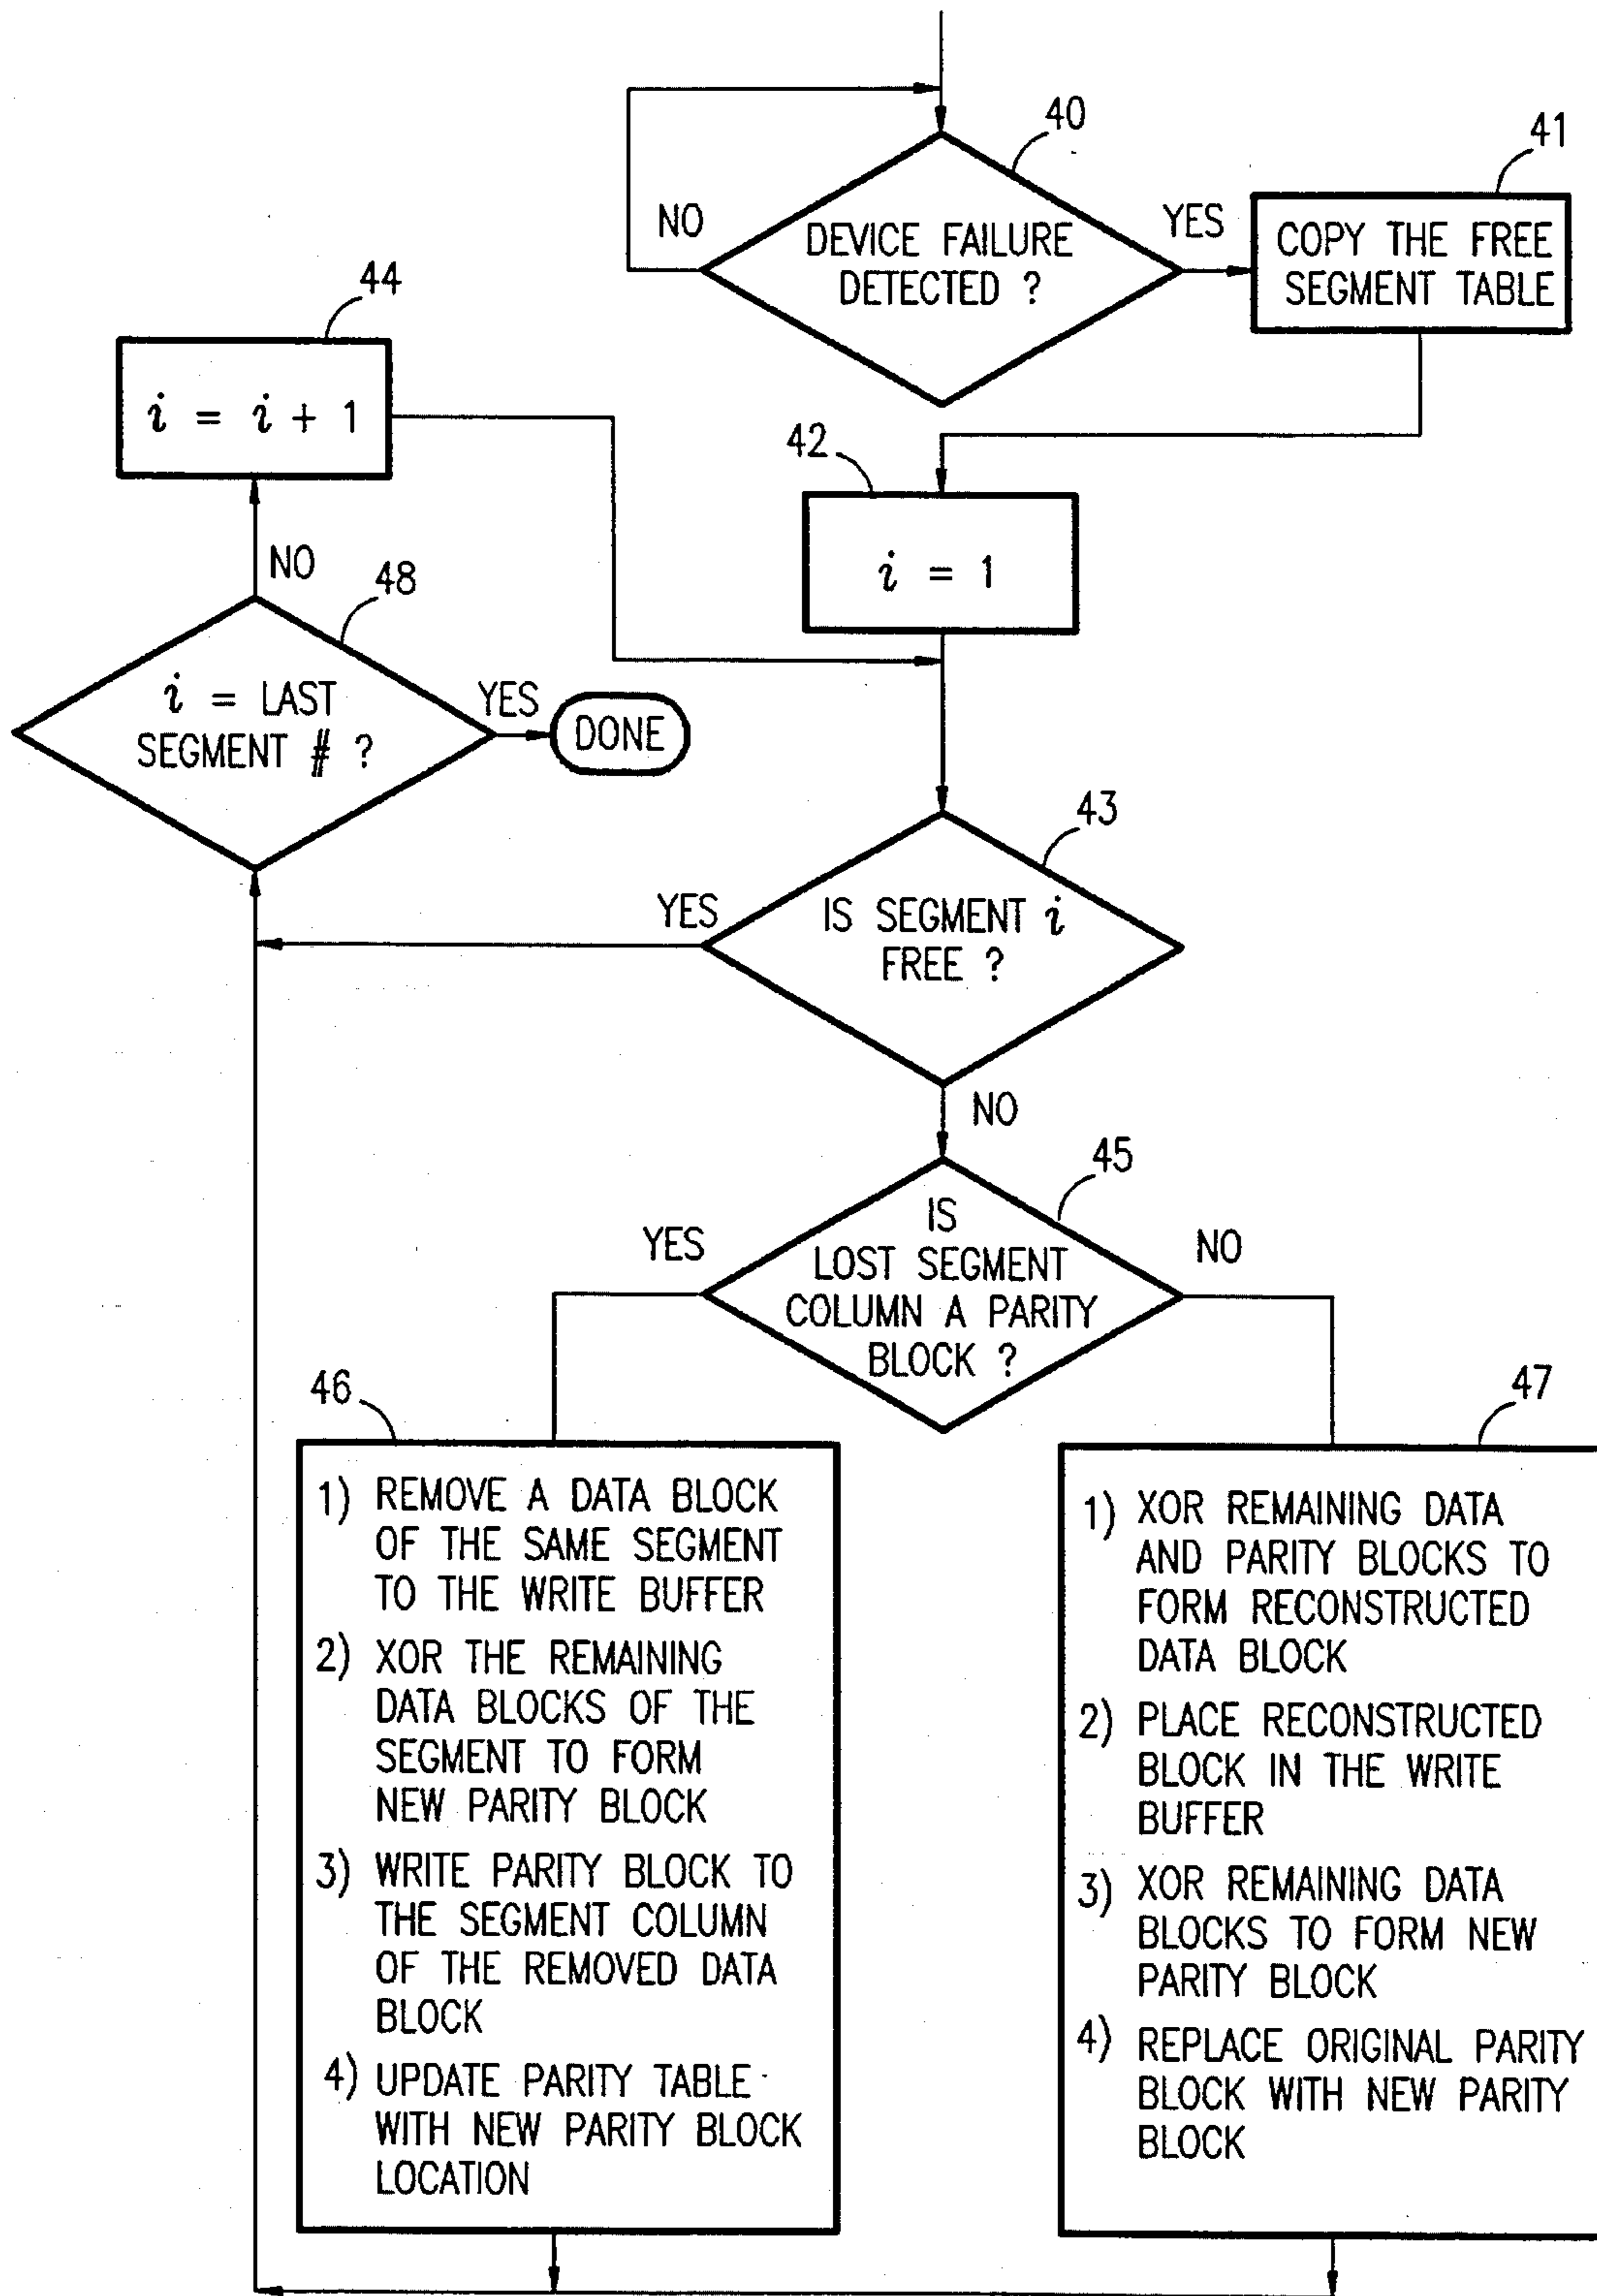 40
41
NO
DEVICE FAILURE
DETECTED ?
YES
COPY THE FREE
SEGMENT TABLE
44
i = i + 1
42
i = 1
NO
48
i = LAST
SEGMENT # ?
YES
DONE
43
YES
IS SEGMENT i
FREE ?
NO
45
YES
IS
LOST SEGMENT
COLUMN A PARITY
BLOCK ?
NO
46
1) REMOVE A DATA BLOCK
OF THE SAME SEGMENT
TO THE WRITE BUFFER
2) XOR THE REMAINING
DATA BLOCKS OF THE
SEGMENT TO FORM
NEW PARITY BLOCK
3) WRITE PARITY BLOCK TO
THE SEGMENT COLUMN
OF THE REMOVED DATA
BLOCK
4) UPDATE PARITY TABLE
WITH NEW PARITY BLOCK
LOCATION
47
1) XOR REMAINING DATA
AND PARITY BLOCKS TO
FORM RECONSTRUCTED
DATA BLOCK
2) PLACE RECONSTRUCTED
BLOCK IN THE WRITE
BUFFER
3) XOR REMAINING DATA
BLOCKS TO FORM NEW
PARITY BLOCK
4) REPLACE ORIGINAL PARITY
BLOCK WITH NEW PARITY
BLOCK